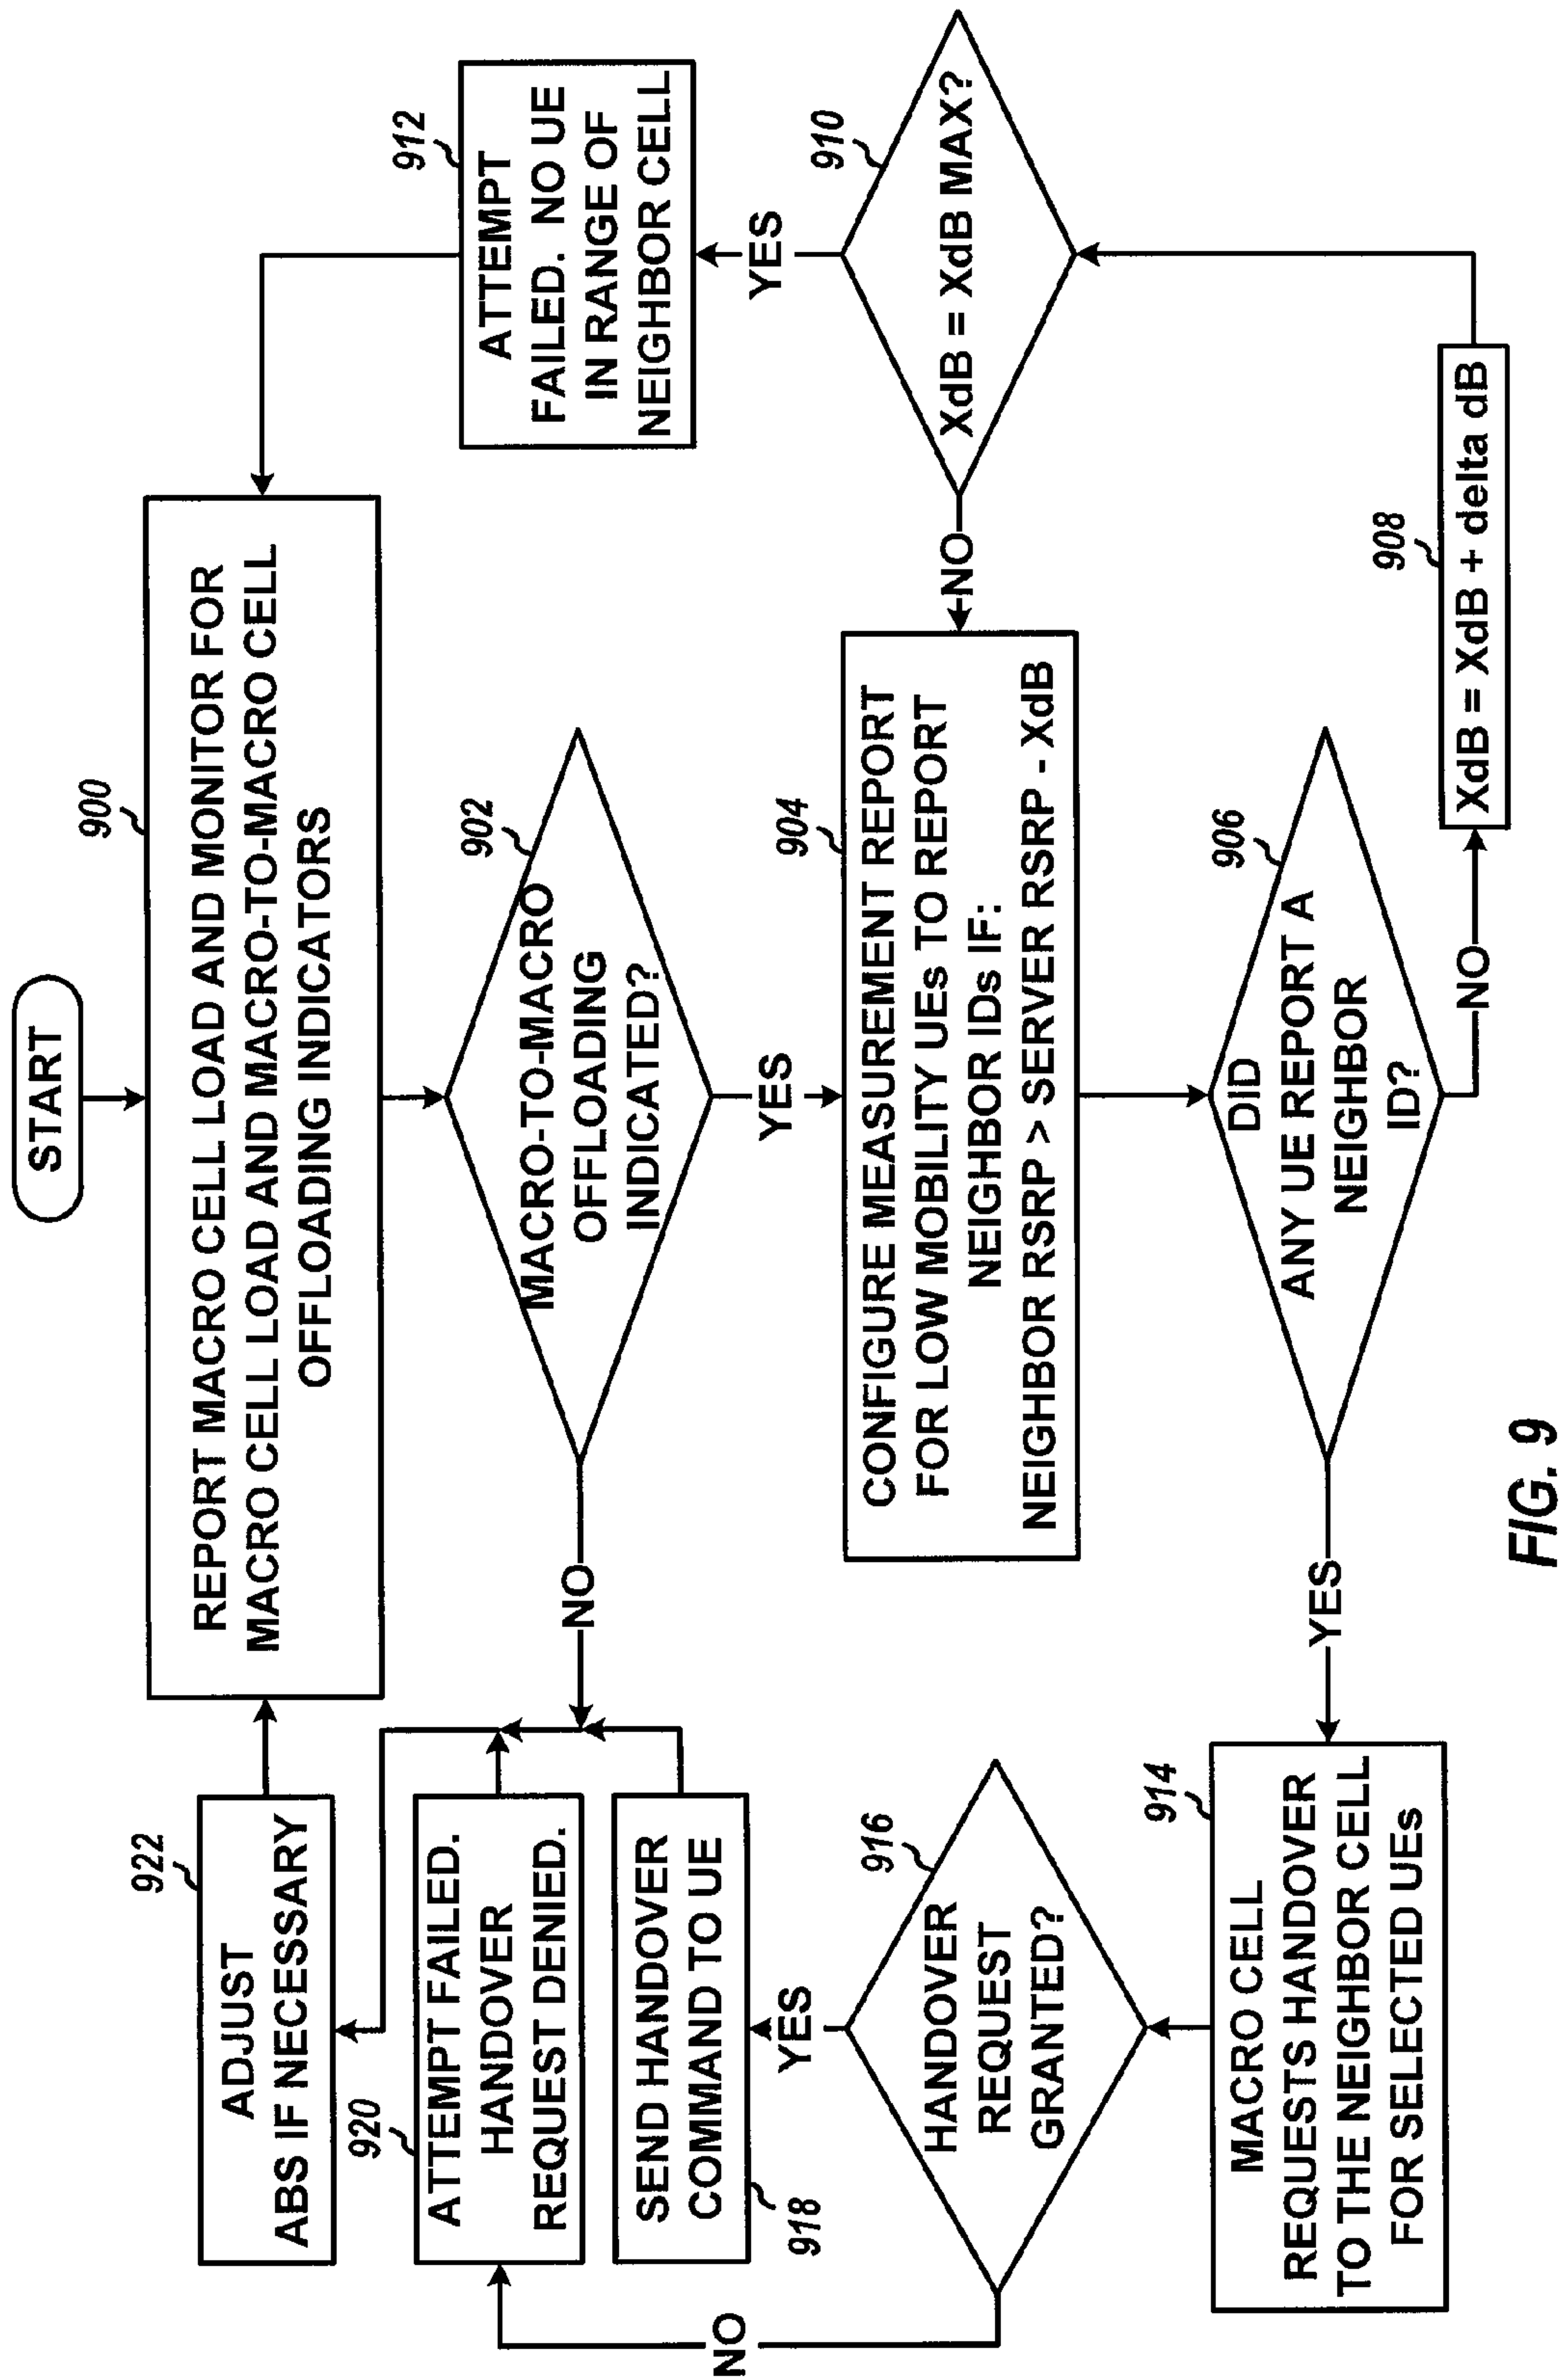 START
900
REPORT MACRO CELL LOAD AND MONITOR FOR
MACRO CELL LOAD AND MACRO-TO-MACRO CELL
OFFLOADING INDICATORS
902
MACRO-TO-MACRO
OFFLOADING
INDICATED?
NO
YES
904
CONFIGURE MEASUREMENT REPORT
FOR LOW MOBILITY UEs TO REPORT
NEIGHBOR IDs IF:
NEIGHBOR RSRP > SERVER RSRP - XdB
906
DID
ANY UE REPORT A
NEIGHBOR
ID?
NO
YES
908
XdB = XdB + delta dB
910
XdB = XdB MAX?
NO
YES
912
ATTEMPT
FAILED. NO UE
IN RANGE OF
NEIGHBOR CELL
914
MACRO CELL
REQUESTS HANDOVER
TO THE NEIGHBOR CELL
FOR SELECTED UEs
916
HANDOVER
REQUEST
GRANTED?
YES
NO
918
SEND HANDOVER
COMMAND TO UE
920
ATTEMPT FAILED.
HANDOVER
REQUEST DENIED.
922
ADJUST
ABS IF NECESSARY
FIG. 9